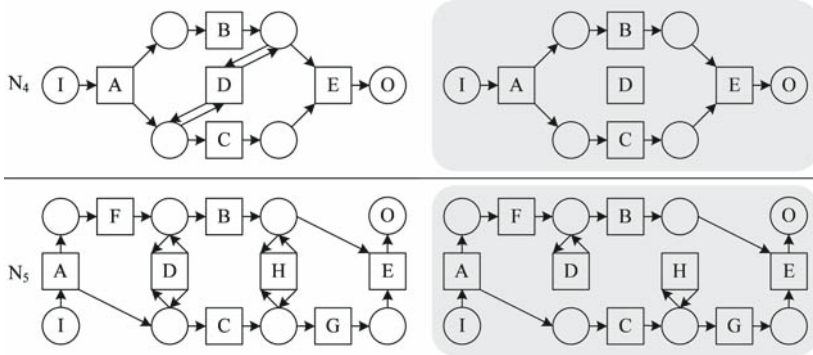 B B
N4 I A D E O I A D E O
C C
F B O F B O
N5 A D H E A D H E
I C G I C G